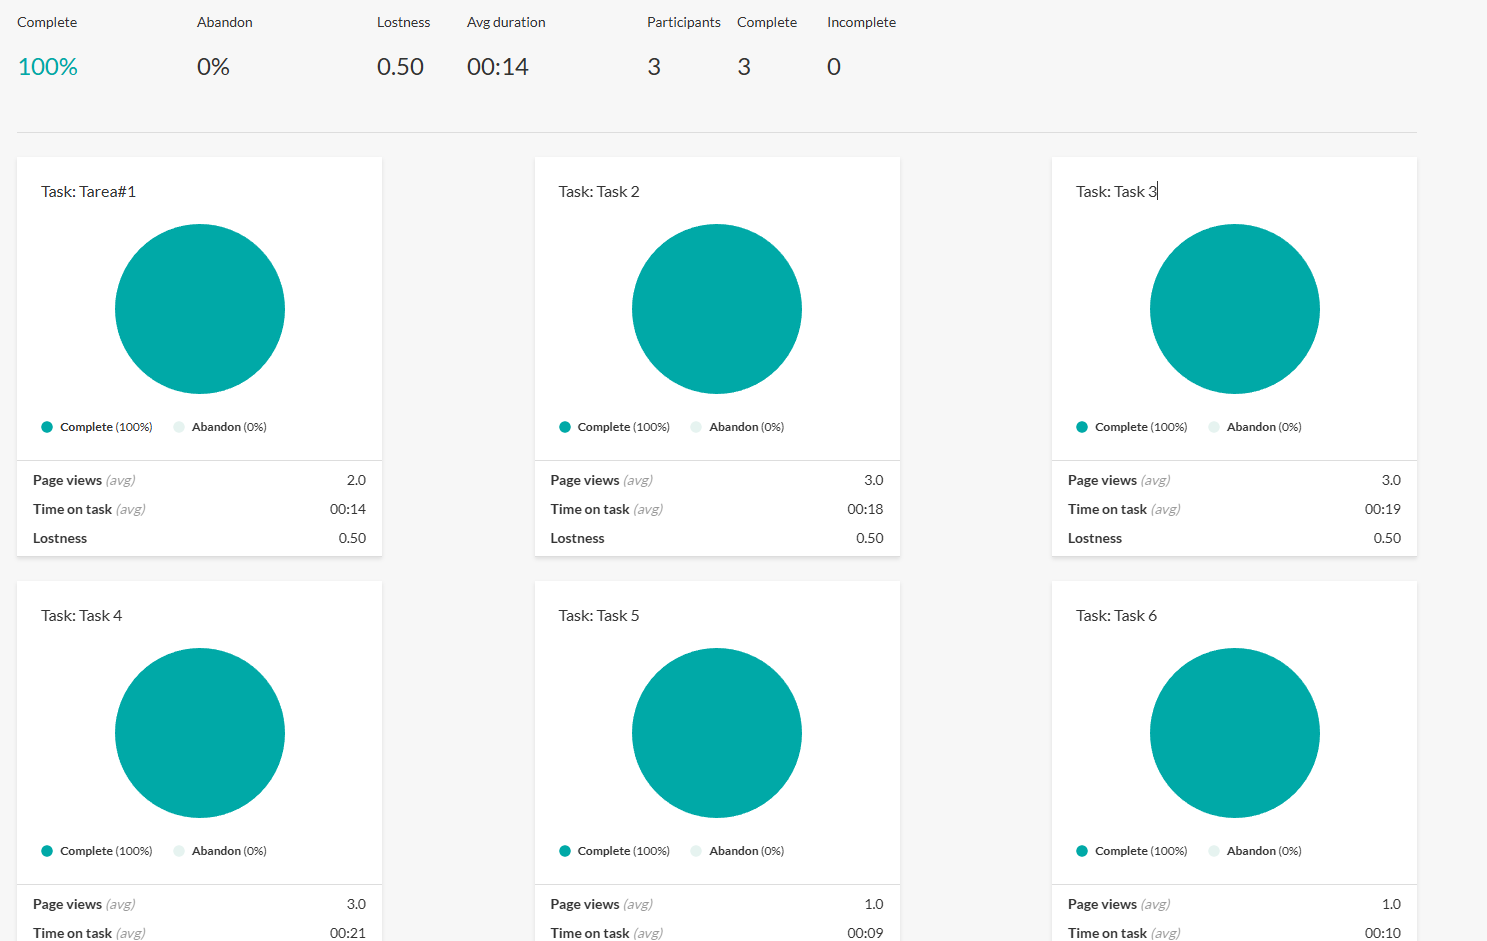 Complete Abandon Lostness Avg duration Participants Complete Incomplete
100% 0% 0.50 00:14 3 3 0
Task: Tarea#1
Complete (100%) Abandon (0%)
Page views (avg) 2.0
Time on task (avg) 00:14
Lostness 0.50
Task: Task 2
Complete (100%) Abandon (0%)
Page views (avg) 3.0
Time on task (avg) 00:18
Lostness 0.50
Task: Task 3
Complete (100%) Abandon (0%)
Page views (avg) 3.0
Time on task (avg) 00:19
Lostness 0.50
Task: Task 4
Complete (100%) Abandon (0%)
Page views (avg) 3.0
Time on task (avg) 00:21
Task: Task 5
Complete (100%) Abandon (0%)
Page views (avg) 1.0
Time on task (avg) 00:09
Task: Task 6
Complete (100%) Abandon (0%)
Page views (avg) 1.0
Time on task (avg) 00:10